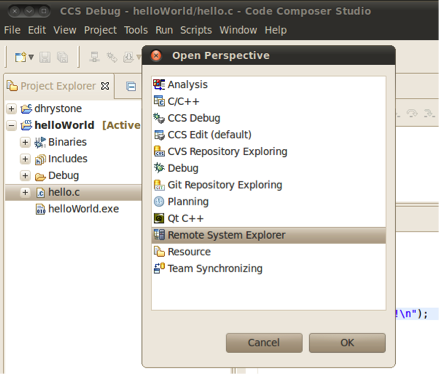 CCS Debug - helloWorld/hello.c - Code Composer Studio
File Edit View Project Tools Run Scripts Window Help
Open Perspective
Project Explorer
dhrystone
helloWorld [Active
Binaries
Includes
Debug
hello.c
helloWorld.exe
Analysis
C/C++
CCS Debug
CCS Edit (default)
CVS Repository Exploring
Debug
Git Repository Exploring
Planning
Qt C++
Remote System Explorer
Resource
Team Synchronizing
!\n");
Cancel OK